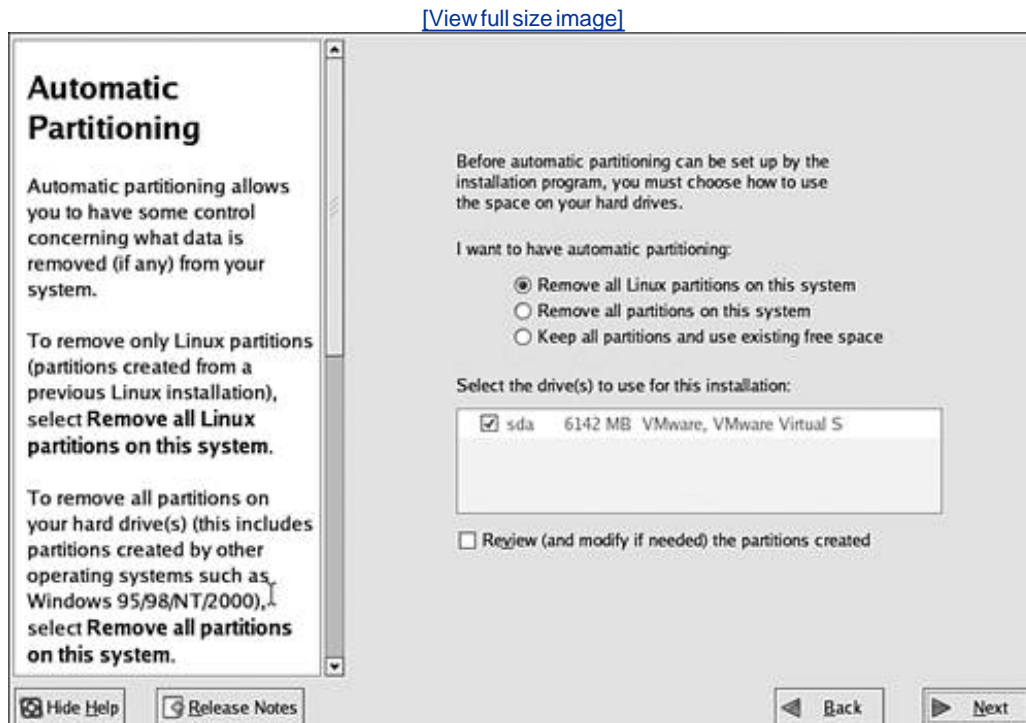 [View full size image]
Automatic
Partitioning
Automatic partitioning allows
you to have some control
concerning what data is
removed (if any) from your
system.
To remove only Linux partitions
(partitions created from a
previous Linux installation),
select Remove all Linux
partitions on this system.
To remove all partitions on
your hard drive(s) (this includes
partitions created by other
operating systems such as
Windows 95/98/NT/2000),
select Remove all partitions
on this system.
Before automatic partitioning can be set up by the
installation program, you must choose how to use
the space on your hard drives.
I want to have automatic partitioning:
Remove all Linux partitions on this system
Remove all partitions on this system
Keep all partitions and use existing free space
Select the drive(s) to use for this installation:
sda 6142 MB VMware, VMware Virtual S
Review (and modify if needed) the partitions created
Hide Help Release Notes Back Next